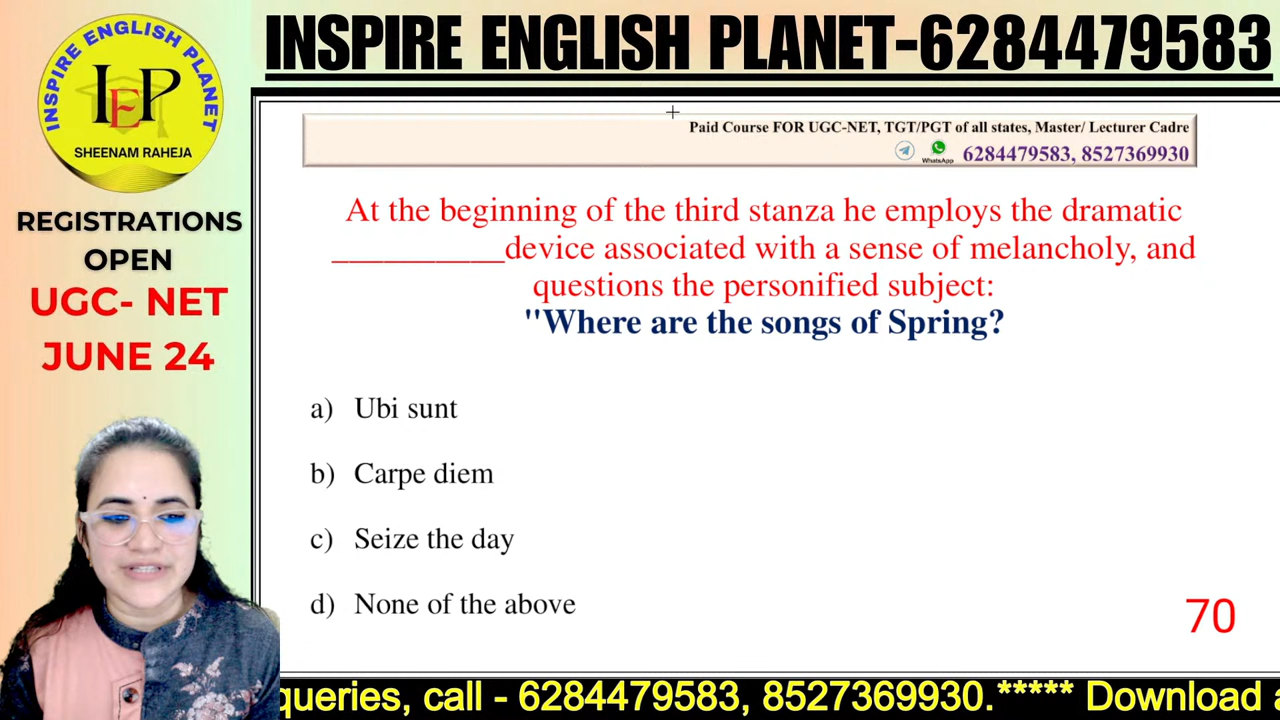 INSPIRE ENGLISH PLANET-6284479583
INSPIRE ENGLISH PLANET
IEP
SHEENAM RAHEJA
REGISTRATIONS
OPEN
UGC- NET
JUNE 24
Paid Course FOR UGC-NET, TGT/PGT of all states, Master/ Lecturer Cadre
WhatsApp 6284479583, 8527369930
At the beginning of the third stanza he employs the dramatic
__________device associated with a sense of melancholy, and
questions the personified subject:
"Where are the songs of Spring?
a) Ubi sunt
b) Carpe diem
c) Seize the day
d) None of the above
70
queries, call - 6284479583, 8527369930.***** Download